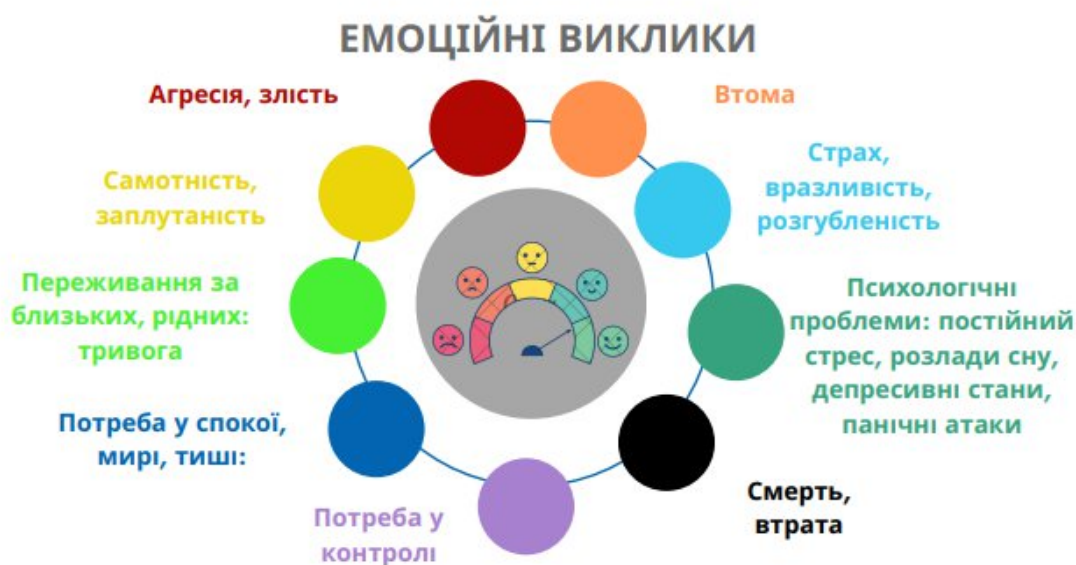 ЕМОЦІЙНІ ВИКЛИКИ
Агресія, злість
Втома
Страх,
вразливість,
розгубленість
Самотність,
заплутаність
Переживання за
близьких, рідних:
тривога
Психологічні
проблеми: постійний
стрес, розлади сну,
депресивні стани,
панічні атаки
Потреба у спокої,
мирі, тиші:
Смерть,
втрата
Потреба у
контролі